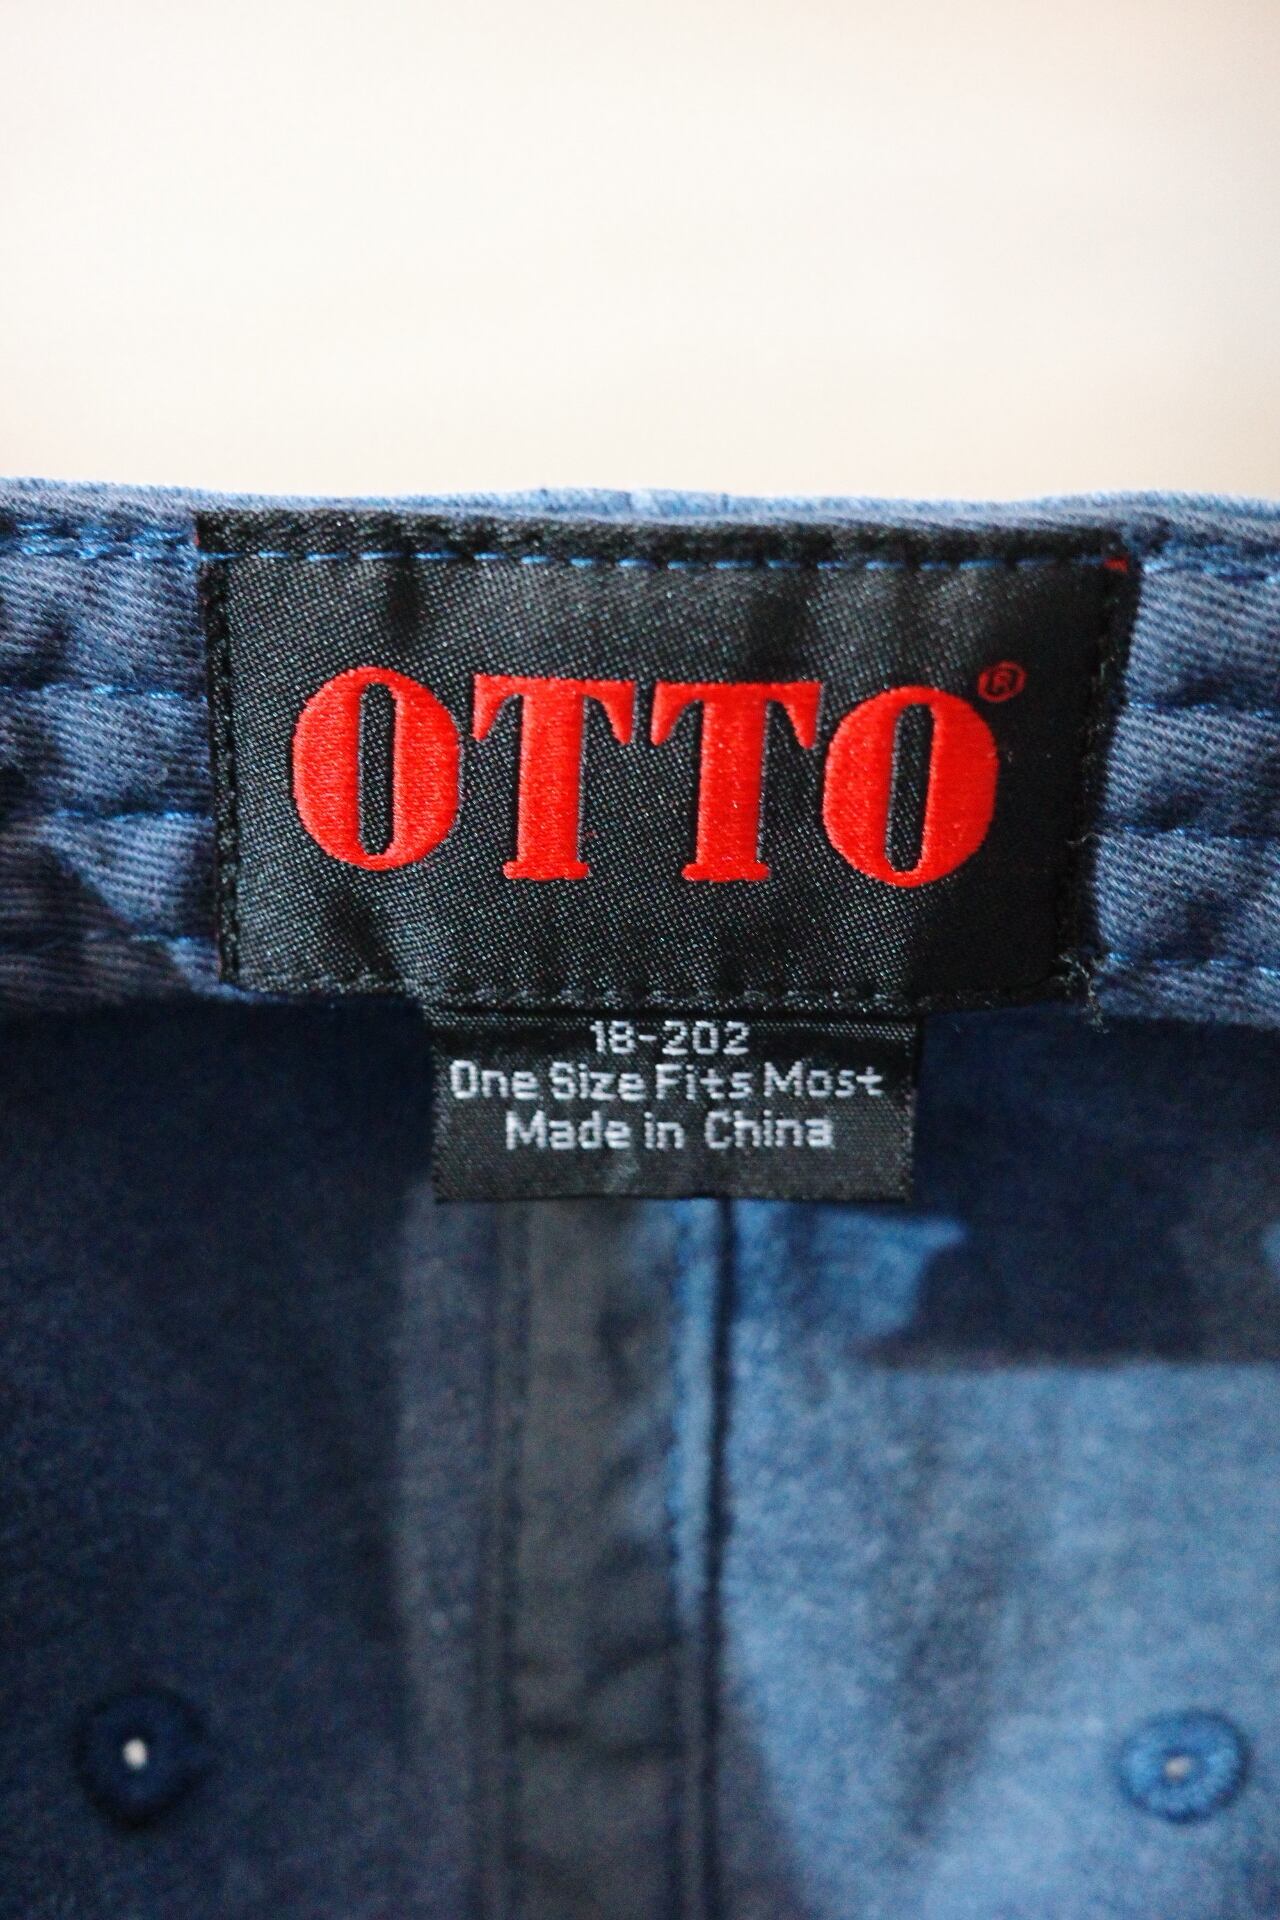 OTTO®
18-202
One Size Fits Most
Made in China